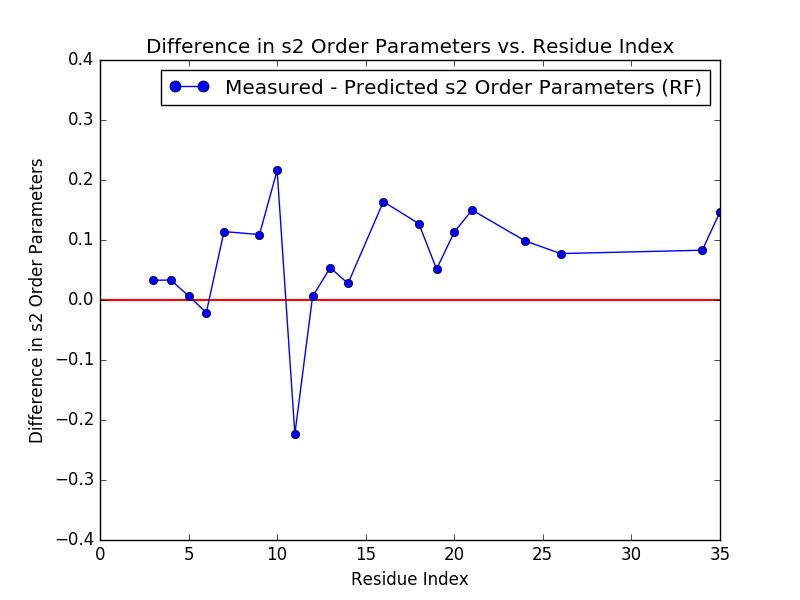 Difference in s2 Order Parameters vs. Residue Index
Measured - Predicted s2 Order Parameters (RF)
Difference in s2 Order Parameters
0.4
0.3
0.2
0.1
0.0
−0.1
−0.2
−0.3
−0.4
0 5 10 15 20 25 30 35
Residue Index